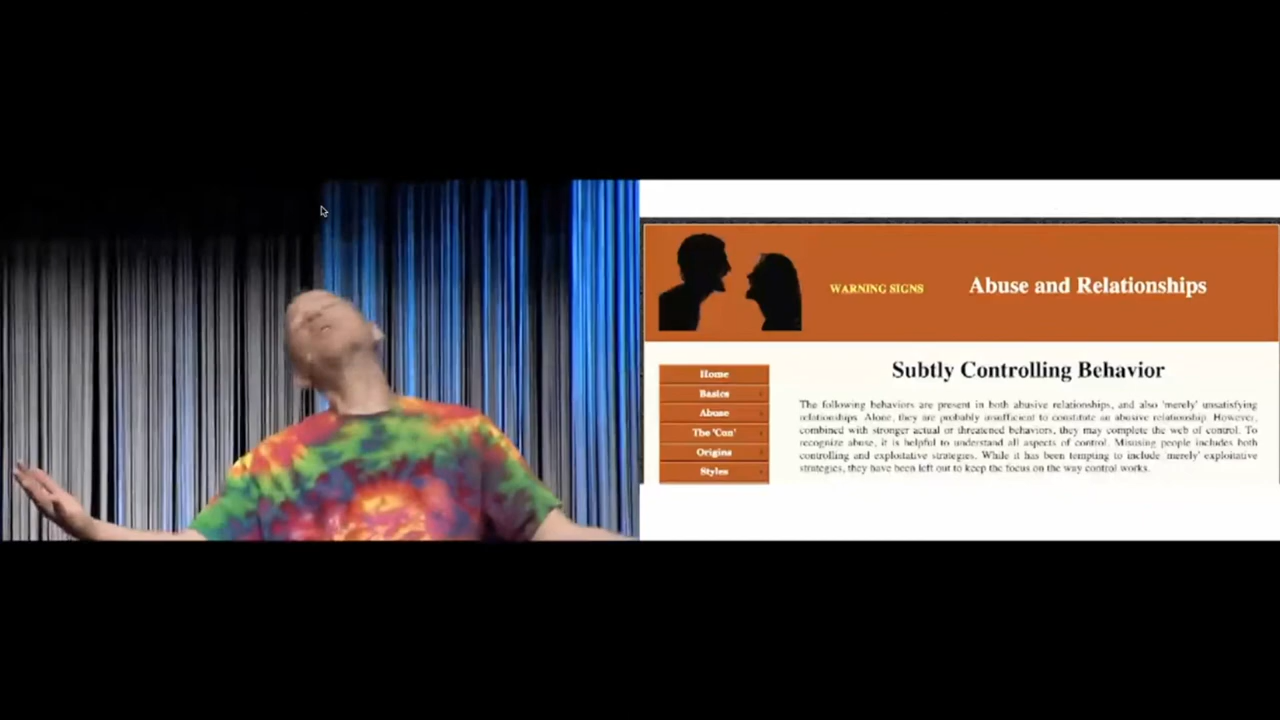 WARNING SIGNS
Abuse and Relationships
Home
Basics
Abuse
The 'Con'
Origins
Styles
Subtly Controlling Behavior
The following behaviors are present in both abusive relationships, and also 'merely' unsatisfying
relationships. Alone, they are probably insufficient to constitute an abusive relationship. However,
combined with stronger actual or threatened behaviors, they may complete the web of control. To
recognize abuse, it is helpful to understand all aspects of control. Misusing people includes both
controlling and exploitative strategies. While it has been tempting to include 'merely' exploitative
strategies, they have been left out to keep the focus on the way control works.